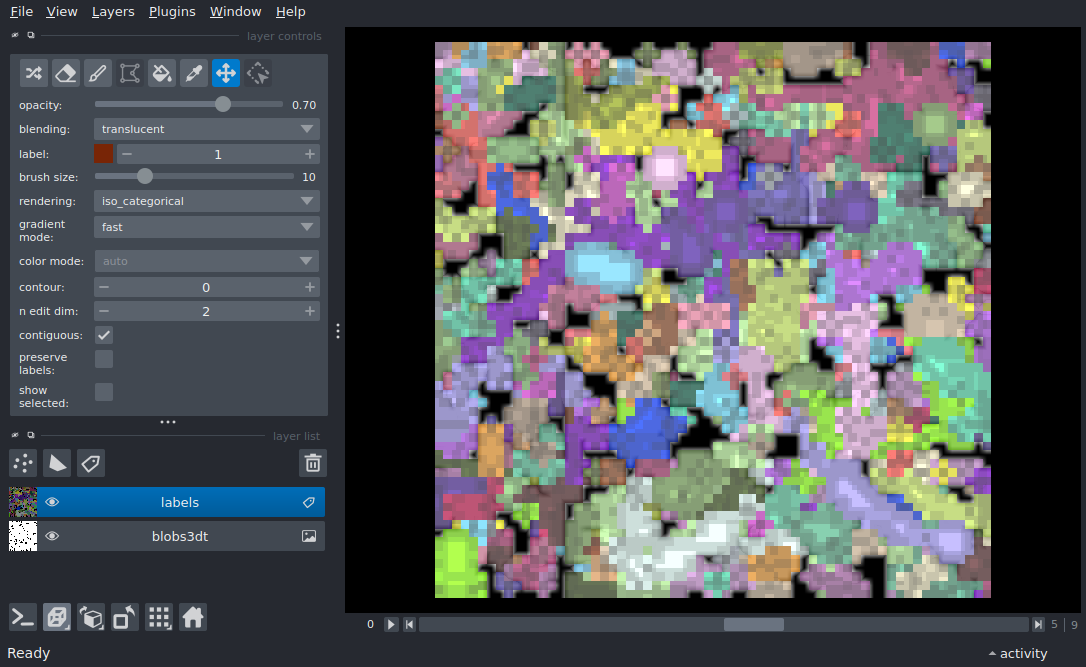 File View Layers Plugins Window Help
layer controls
opacity: 0.70
blending: translucent
label: 1
brush size: 10
rendering: iso_categorical
gradient
mode: fast
color mode: auto
contour: 0
n edit dim: 2
contiguous:
preserve
labels:
show
selected:
layer list
labels
blobs3dt
0 5 | 9
Ready activity